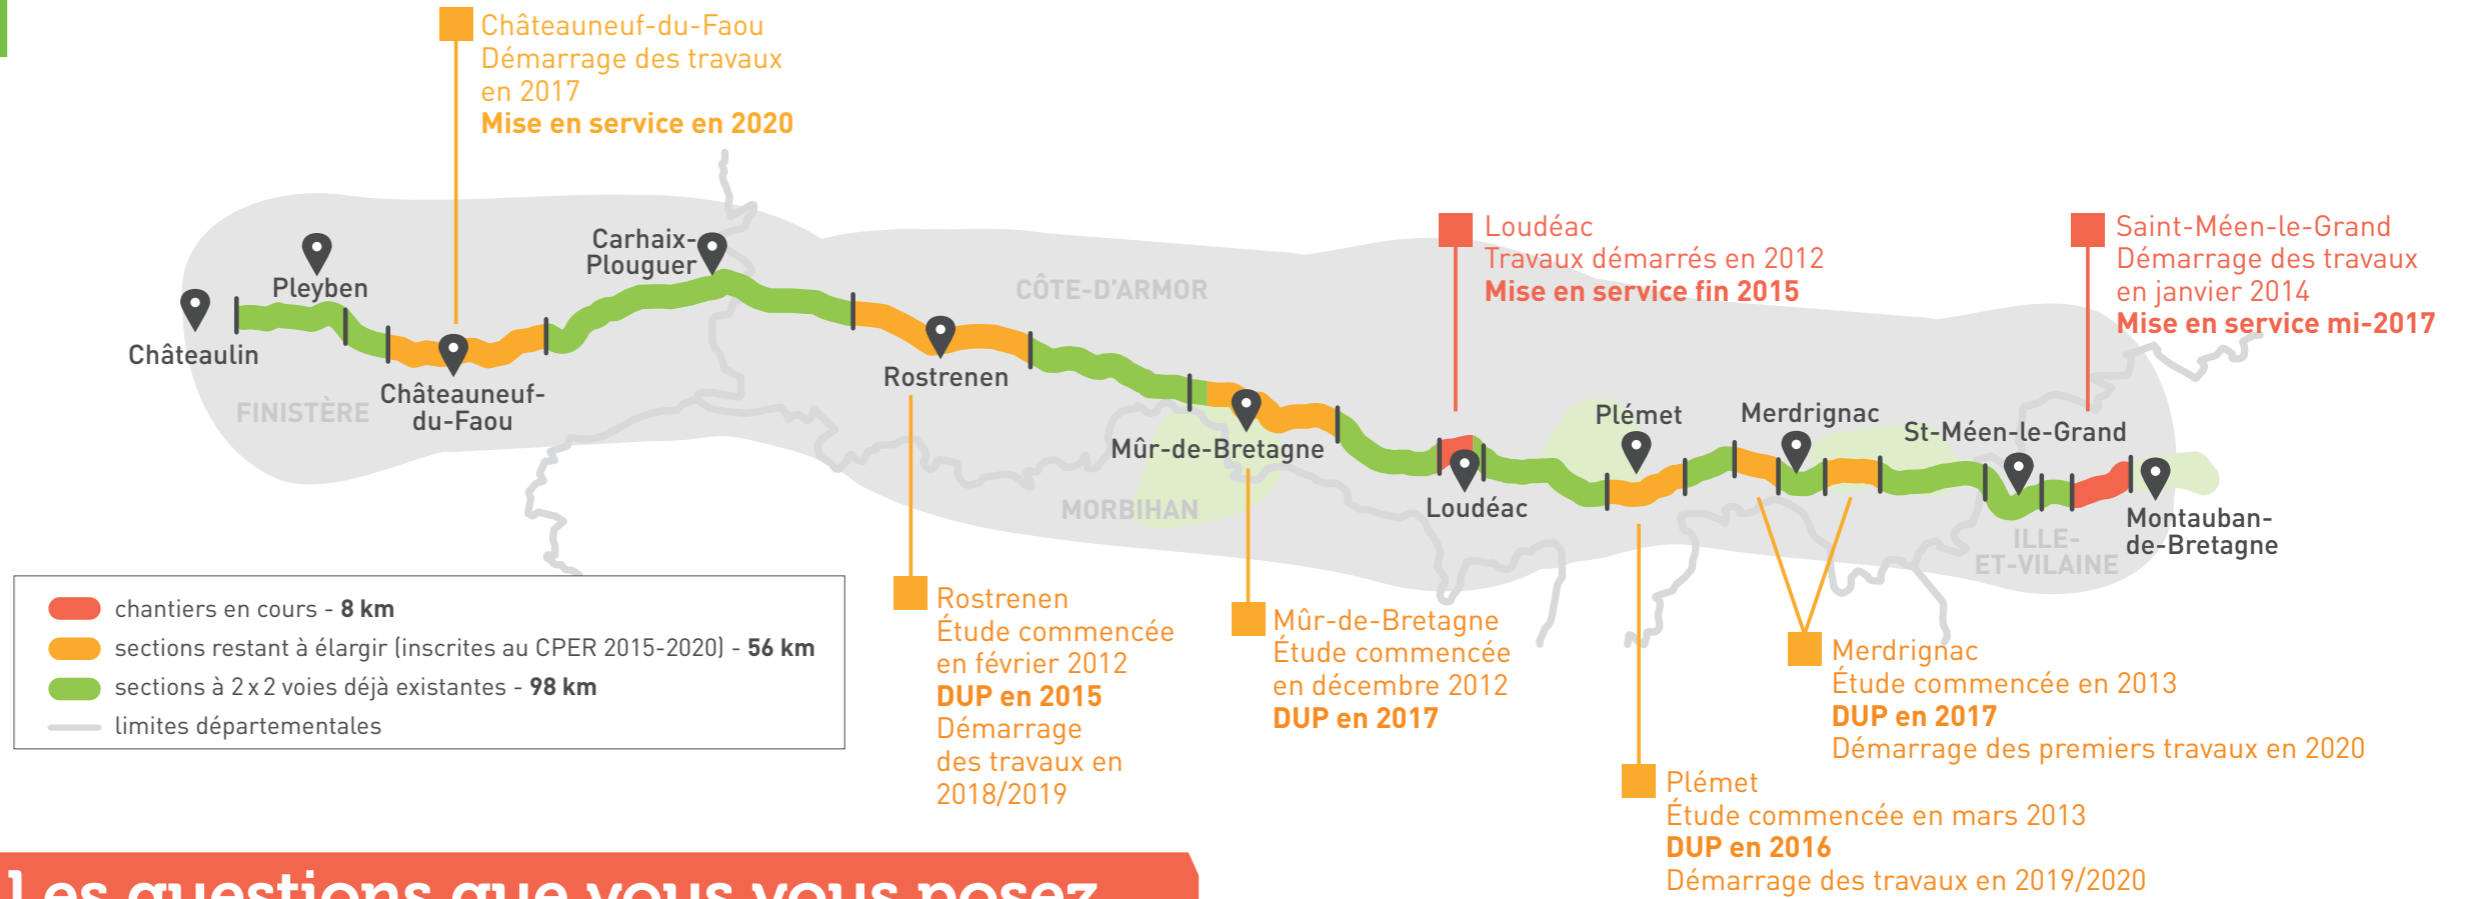 Châteauneuf-du-Faou
Démarrage des travaux
en 2017
Mise en service en 2020
Loudéac
Travaux démarrés en 2012
Mise en service fin 2015
Saint-Méen-le-Grand
Démarrage des travaux
en janvier 2014
Mise en service mi-2017
Châteaulin
Pleyben
Châteauneuf-
du-Faou
Carhaix-
Plouguer
Rostrenen
Mûr-de-Bretagne
Loudéac
Plémet
Merdrignac
St-Méen-le-Grand
Montauban-
de-Bretagne
FINISTÈRE
CÔTE-D'ARMOR
MORBIHAN
ILLE-
ET-VILAINE
chantiers en cours - 8 km
sections restant à élargir (inscrites au CPER 2015-2020) - 56 km
sections à 2 x 2 voies déjà existantes - 98 km
limites départementales
Rostrenen
Étude commencée
en février 2012
DUP en 2015
Démarrage
des travaux en
2018/2019
Mûr-de-Bretagne
Étude commencée
en décembre 2012
DUP en 2017
Merdrignac
Étude commencée en 2013
DUP en 2017
Démarrage des premiers travaux en 2020
Plémet
Étude commencée en mars 2013
DUP en 2016
Démarrage des travaux en 2019/2020
Les questions que vous vous posez